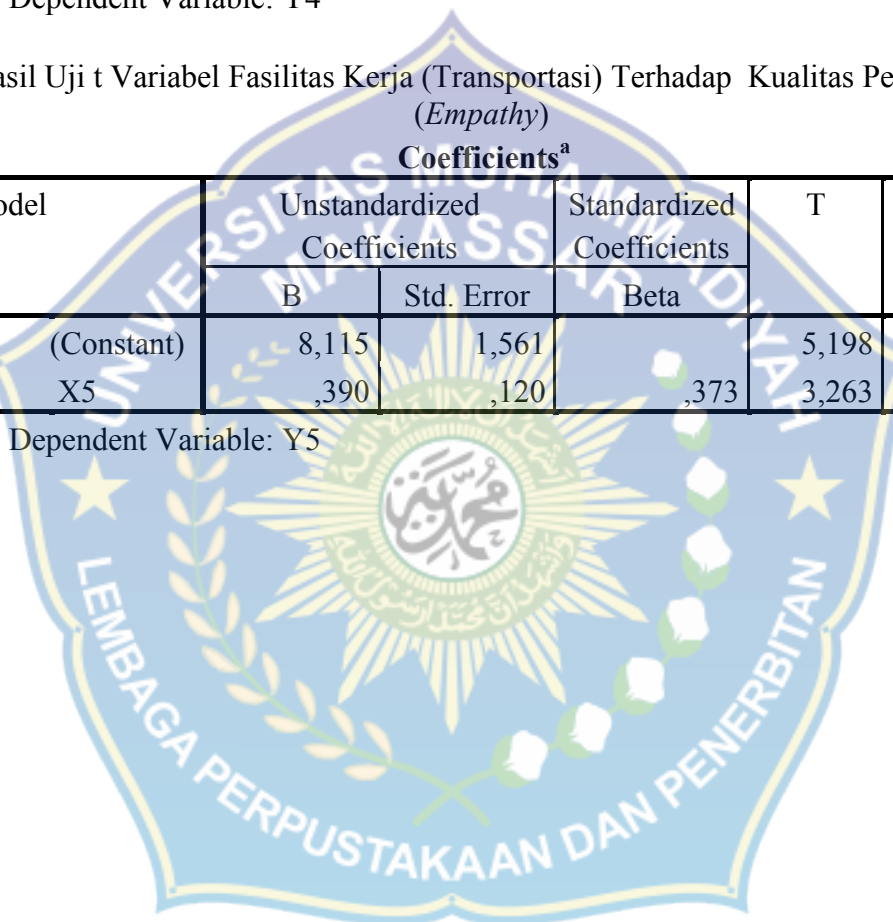 Dependent Variable: Y4
asil Uji t Variabel Fasilitas Kerja (Transportasi) Terhadap Kualitas Pe
(Empathy)
Coefficientsª
odel Unstandardized Coefficients Standardized Coefficients T
B Std. Error Beta
(Constant) 8,115 1,561 5,198
X5 ,390 ,120 ,373 3,263
Dependent Variable: Y5
UNIVERSITAS MUHAMMADIYAH
MAKASSAR
محمد
LEMBAGA PERPUSTAKAAN DAN PENERBITAN